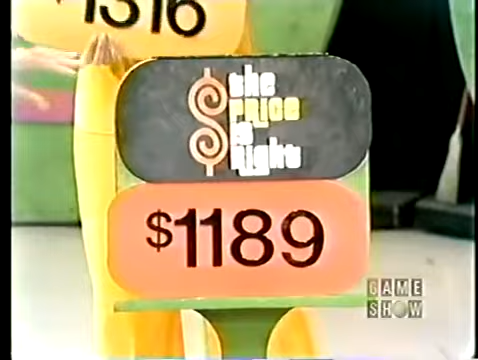 1316
the
PRICE
is
Right
$1189
GAME
SHOW